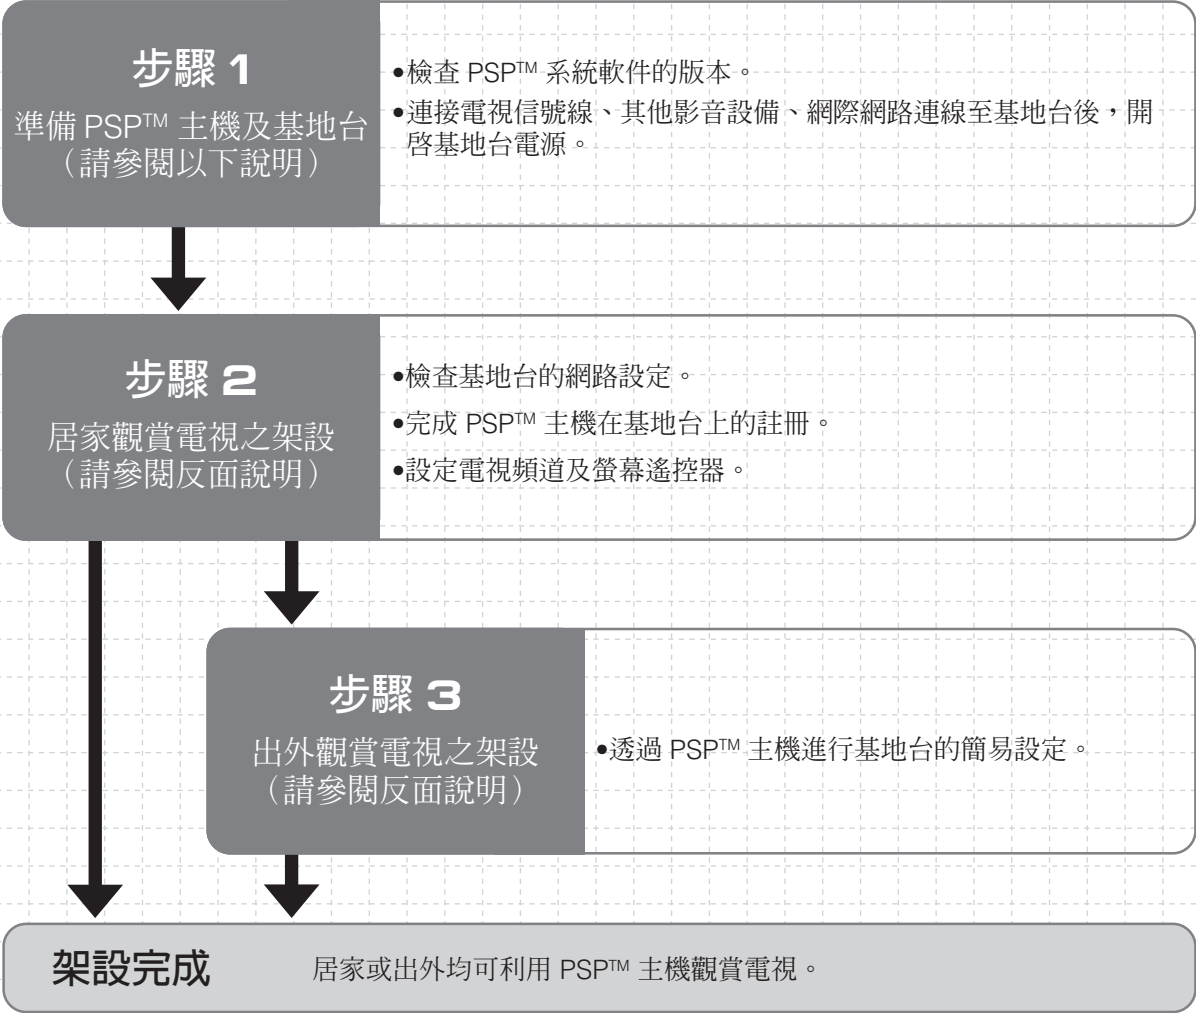 步驟 1
準備 PSP™ 主機及基地台
（請參閱以下說明）
•檢查 PSP™ 系統軟件的版本。
•連接電視信號線、其他影音設備、網際網路連線至基地台後，開
啓基地台電源。
步驟 2
居家觀賞電視之架設
（請參閱反面說明）
•檢查基地台的網路設定。
•完成 PSP™ 主機在基地台上的註冊。
•設定電視頻道及螢幕遙控器。
步驟 3
出外觀賞電視之架設
（請參閱反面說明）
•透過 PSP™ 主機進行基地台的簡易設定。
架設完成
居家或出外均可利用 PSP™ 主機觀賞電視。